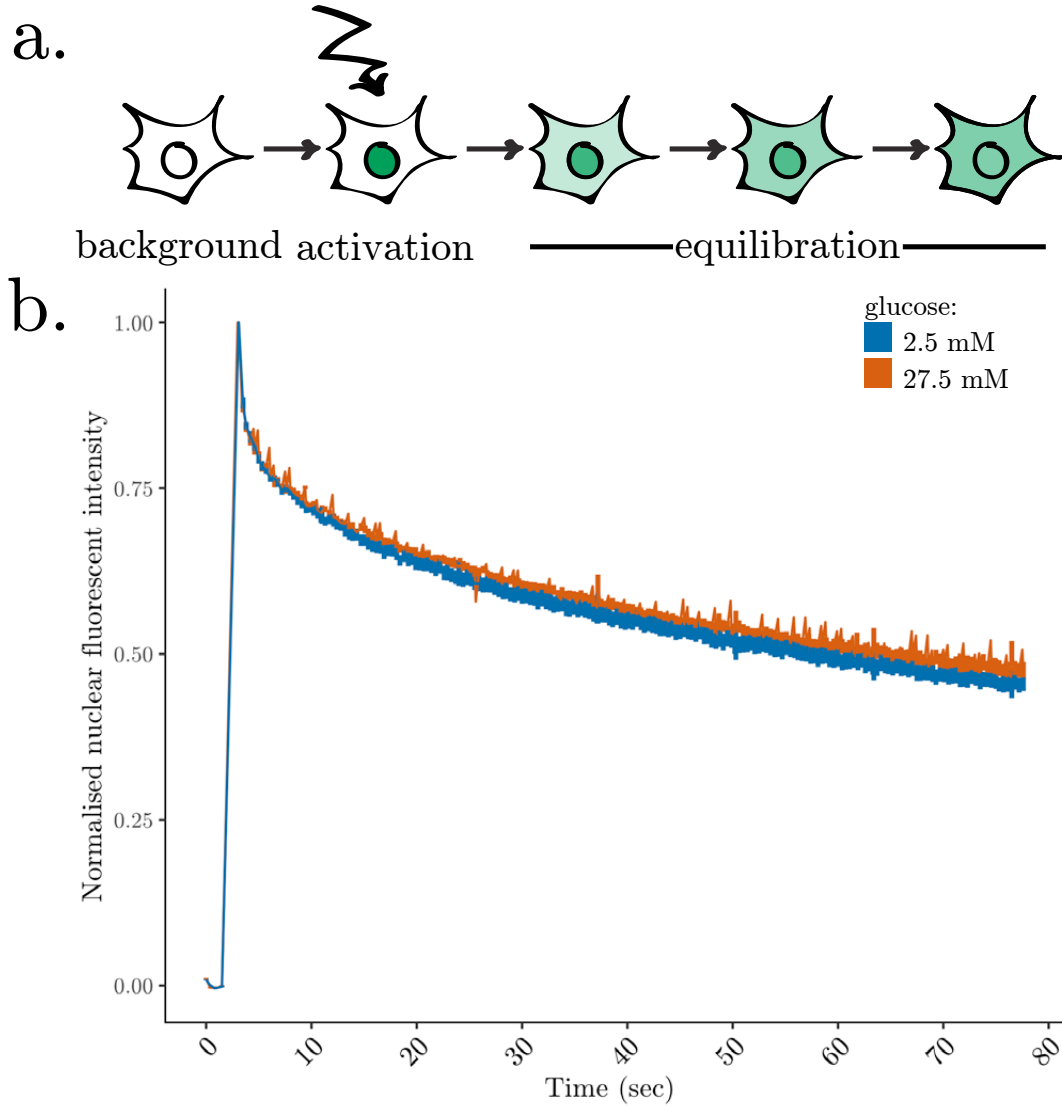 a.
background activation equilibration
b.
glucose:
2.5 mM
27.5 mM
Normalised nuclear fluorescent intensity
1.00
0.75
0.50
0.25
0.00
0 10 20 30 40 50 60 70 80
Time (sec)